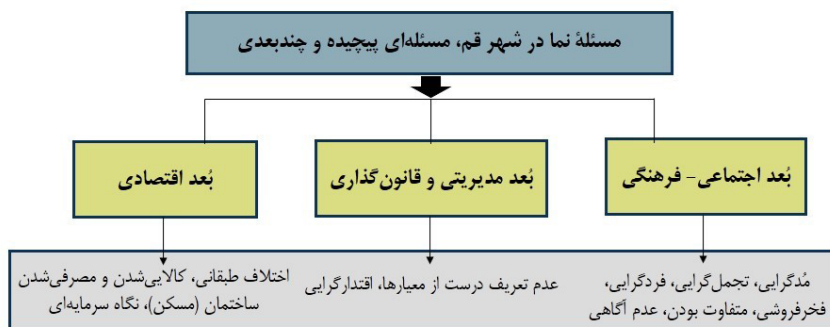 مسئلهٔ نما در شهر قم، مسئله‌ای پیچیده و چندبعدی
بُعد اجتماعی- فرهنگی
بُعد مدیریتی و قانون‌گذاری
بُعد اقتصادی
مُدگرایی، تجمل‌گرایی، فردگرایی،
فخرفروشی، متفاوت بودن، عدم آگاهی
عدم تعریف درست از معیارها، اقتدارگرایی
اختلاف طبقاتی، کالایی‌شدن و مصرفی‌شدن
ساختمان (مسکن)، نگاه سرمایه‌ای